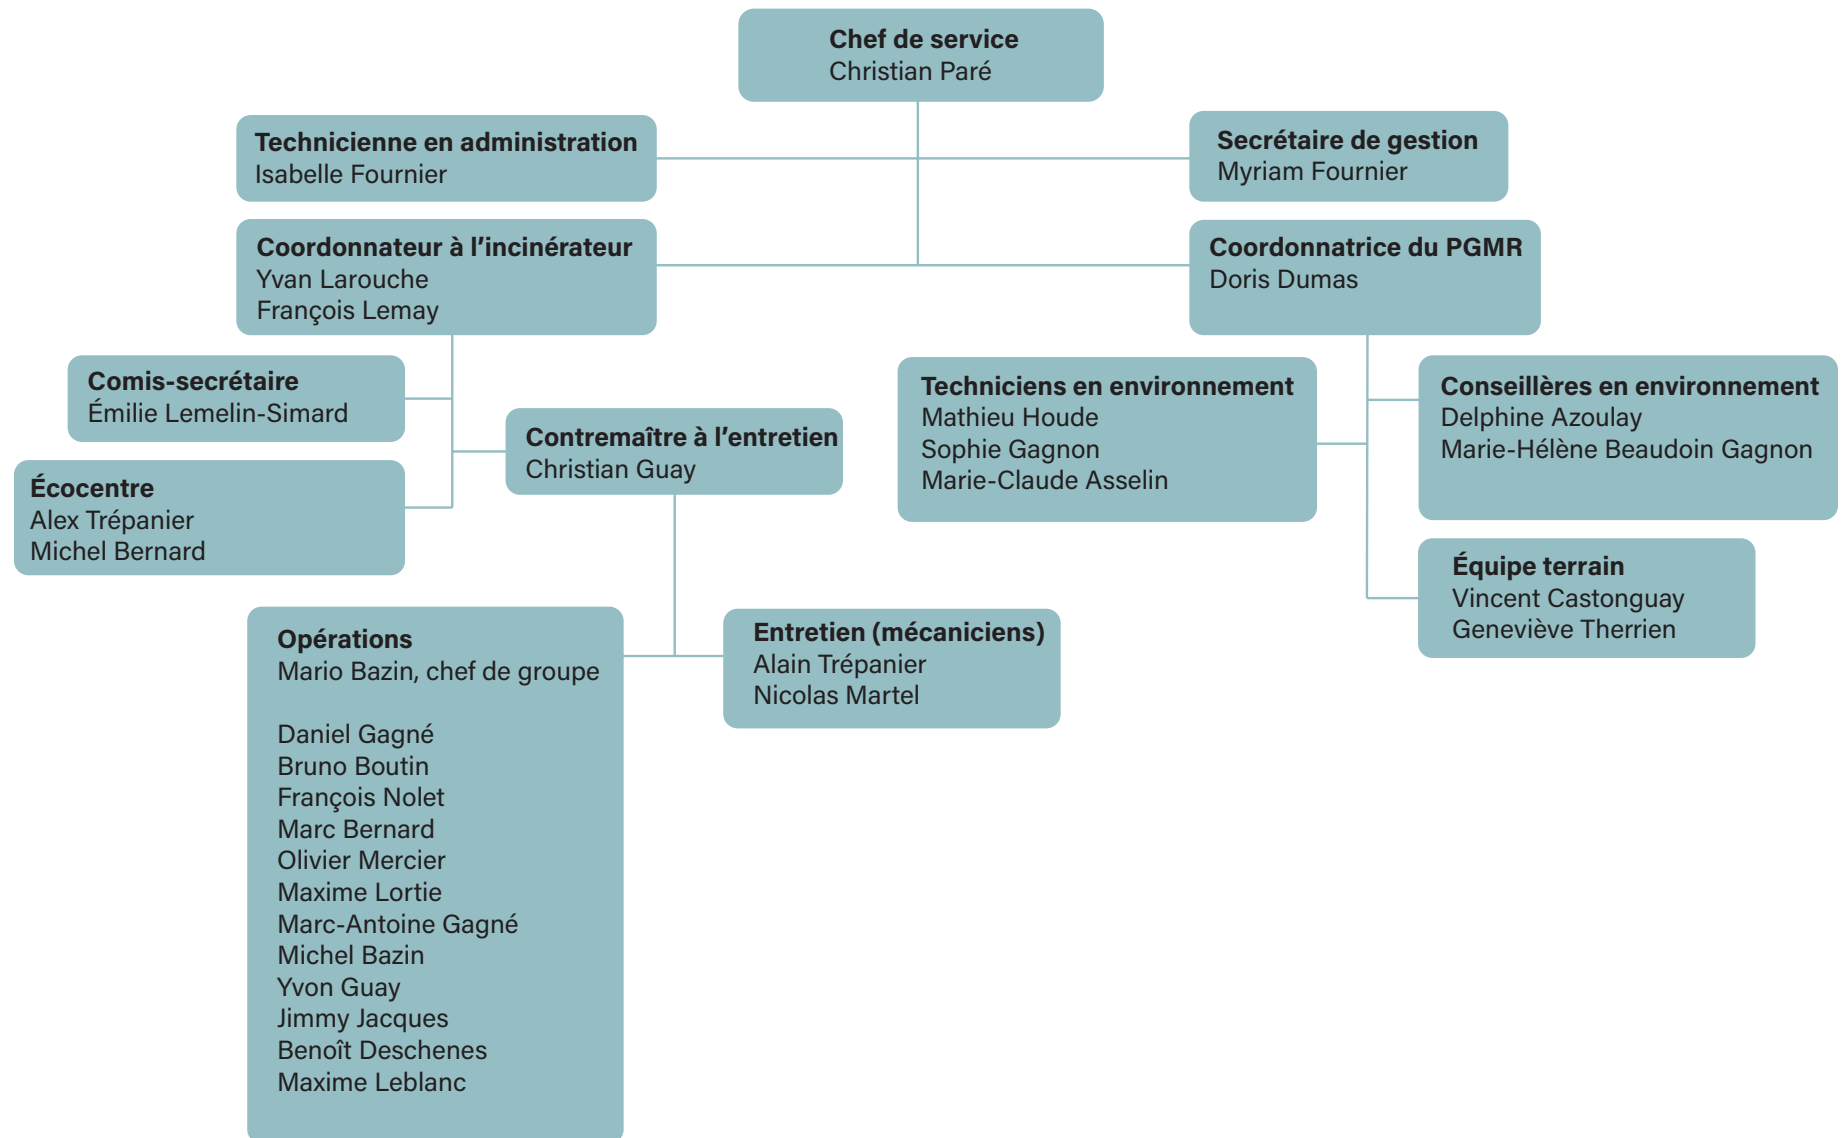 Chef de service
Christian Paré
Technicienne en administration
Isabelle Fournier
Secrétaire de gestion
Myriam Fournier
Coordonnateur à l'incinérateur
Yvan Larouche
François Lemay
Coordonnatrice du PGMR
Doris Dumas
Comis-secrétaire
Émilie Lemelin-Simard
Contremaître à l'entretien
Christian Guay
Écocentre
Alex Trépanier
Michel Bernard
Techniciens en environnement
Mathieu Houde
Sophie Gagnon
Marie-Claude Asselin
Conseillères en environnement
Delphine Azoulay
Marie-Hélène Beaudoin Gagnon
Équipe terrain
Vincent Castonguay
Geneviève Therrien
Opérations
Mario Bazin, chef de groupe
Daniel Gagné
Bruno Boutin
François Nolet
Marc Bernard
Olivier Mercier
Maxime Lortie
Marc-Antoine Gagné
Michel Bazin
Yvon Guay
Jimmy Jacques
Benoît Deschenes
Maxime Leblanc
Entretien (mécaniciens)
Alain Trépanier
Nicolas Martel